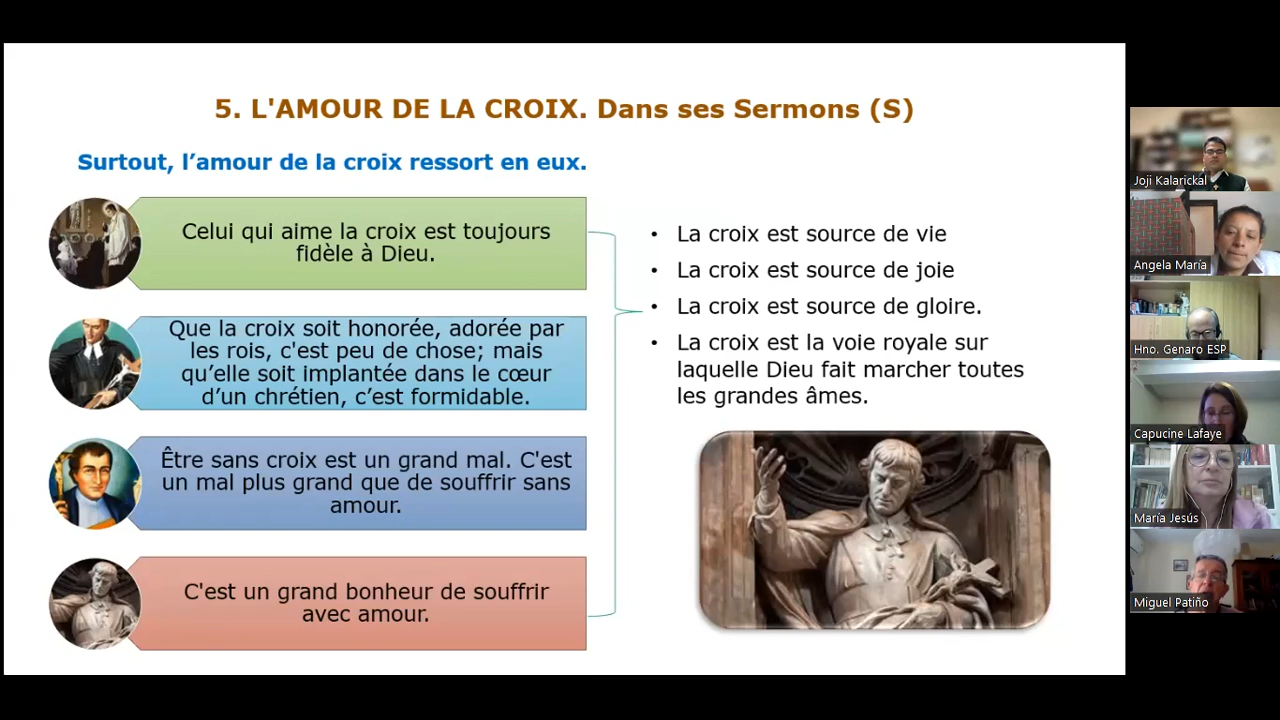 5. L'AMOUR DE LA CROIX. Dans ses Sermons (S)
Surtout, l’amour de la croix ressort en eux.
Celui qui aime la croix est toujours
fidèle à Dieu.
Que la croix soit honorée, adorée par
les rois, c'est peu de chose; mais
qu’elle soit implantée dans le cœur
d’un chrétien, c’est formidable.
Être sans croix est un grand mal. C'est
un mal plus grand que de souffrir sans
amour.
C'est un grand bonheur de souffrir
avec amour.
• La croix est source de vie
• La croix est source de joie
• La croix est source de gloire.
• La croix est la voie royale sur
laquelle Dieu fait marcher toutes
les grandes âmes.
Joji Kalarickal
Angela María
Hno. Genaro ESP
Capucine Lafaye
María Jesús
Miguel Patiño